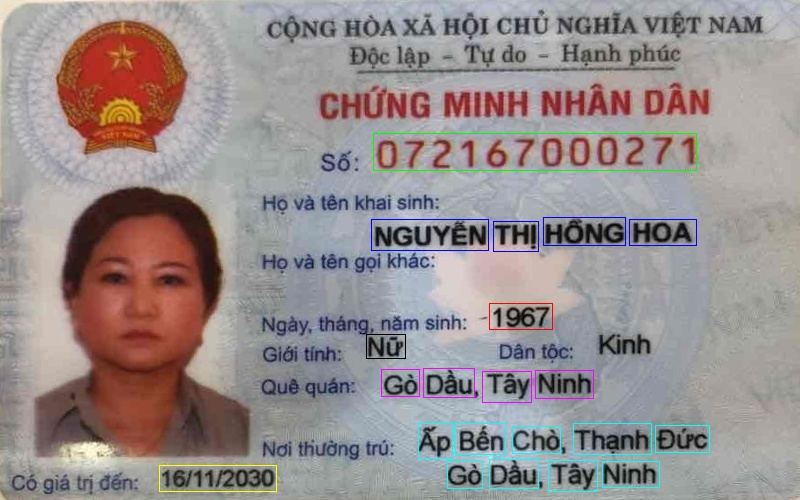 CỘNG HÒA XÃ HỘI CHỦ NGHĨA VIỆT NAM
Độc lập - Tự do - Hạnh phúc
CHỨNG MINH NHÂN DÂN
VIỆT NAM
Số: 072167000271
Họ và tên khai sinh:
NGUYỄN THỊ HỒNG HOA
Họ và tên gọi khác:
Ngày, tháng, năm sinh: 1967
Giới tính: Nữ Dân tộc: Kinh
Quê quán: Gò Dầu, Tây Ninh
Nơi thường trú: Ấp Bến Chò, Thạnh Đức
Gò Dầu, Tây Ninh
Có giá trị đến: 16/11/2030